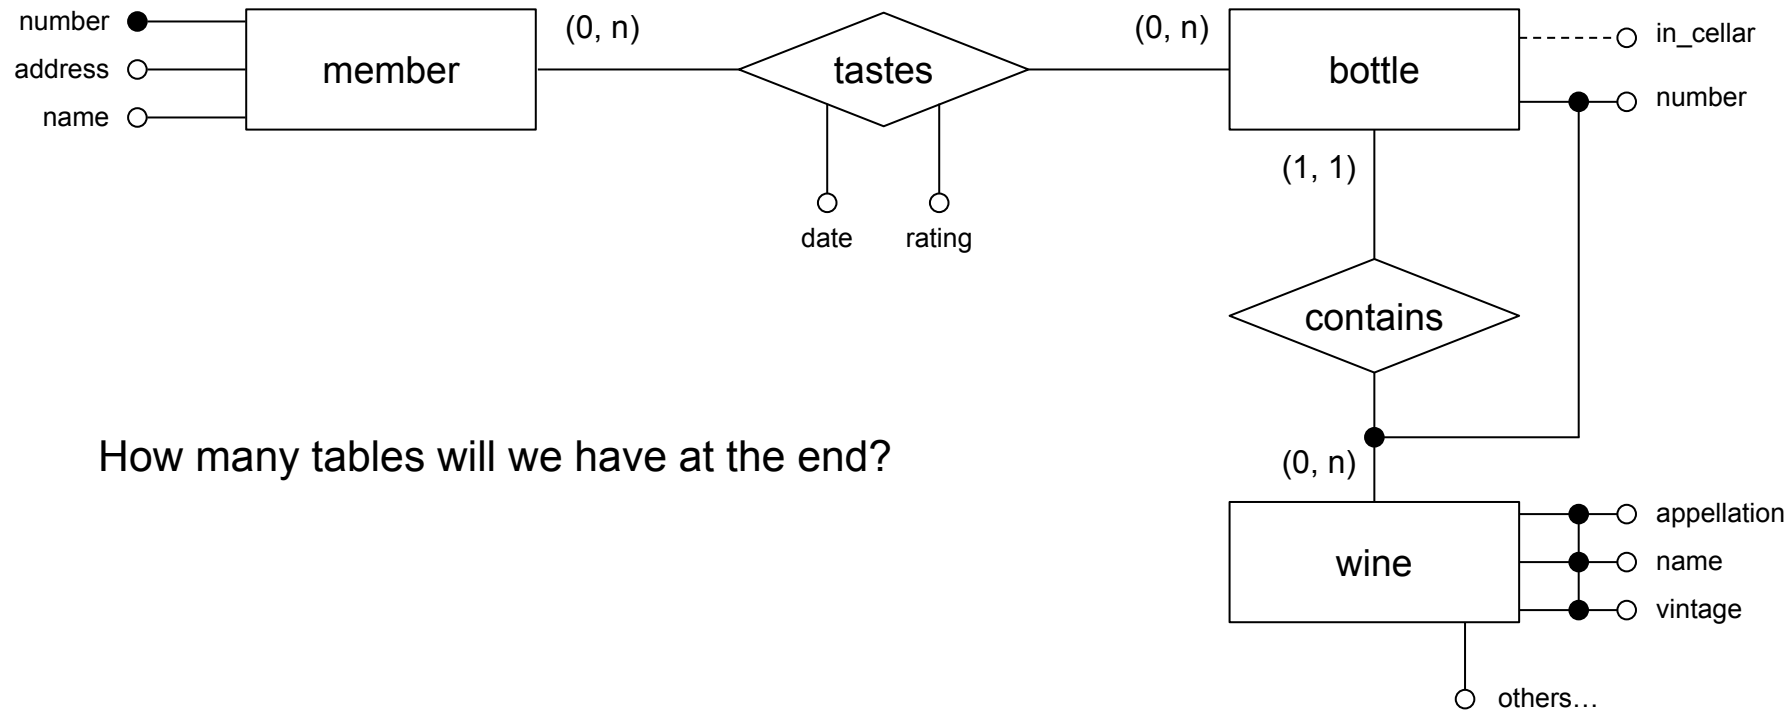 number
address
name
member
(0, n)
tastes
date
rating
(0, n)
bottle
in_cellar
number
(1, 1)
contains
(0, n)
How many tables will we have at the end?
wine
appellation
name
vintage
others…